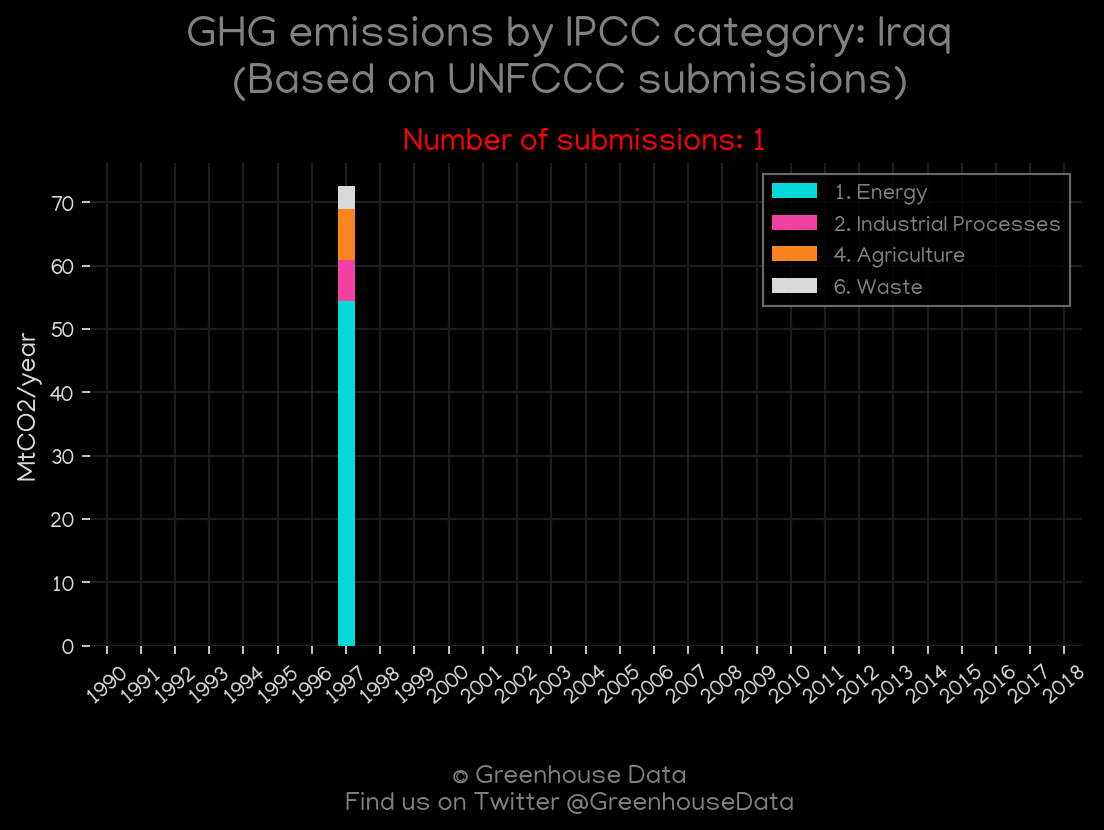 GHG emissions by IPCC category: Iraq
(Based on UNFCCC submissions)
Number of submissions: 1
1. Energy
2. Industrial Processes
4. Agriculture
6. Waste
MtCO2/year
70
60
50
40
30
20
10
0
1990 1991 1992 1993 1994 1995 1996 1997 1998 1999 2000 2001 2002 2003 2004 2005 2006 2007 2008 2009 2010 2011 2012 2013 2014 2015 2016 2017 2018
© Greenhouse Data
Find us on Twitter @GreenhouseData